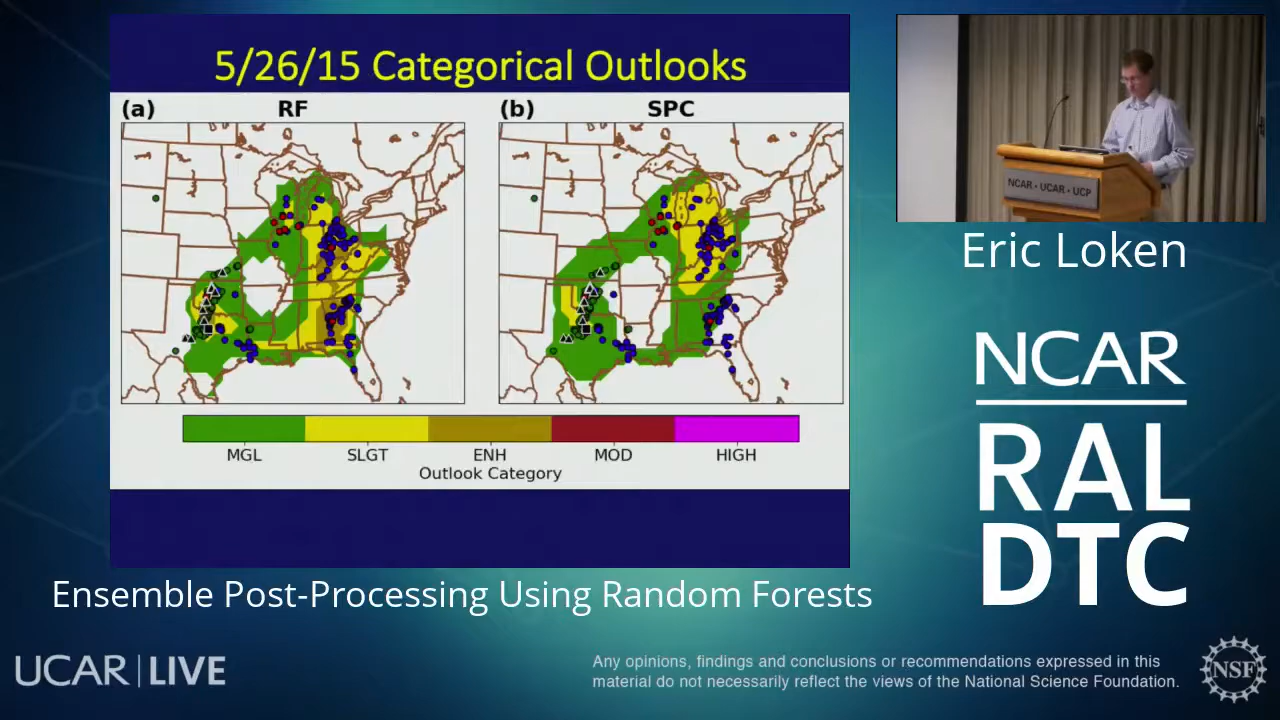 5/26/15 Categorical Outlooks
(a) RF
(b) SPC
MGL SLGT ENH MOD HIGH
Outlook Category
NCAR • UCAR • UCP
Eric Loken
NCAR
RAL
DTC
Ensemble Post-Processing Using Random Forests
UCAR | LIVE
Any opinions, findings and conclusions or recommendations expressed in this
material do not necessarily reflect the views of the National Science Foundation.
NSF